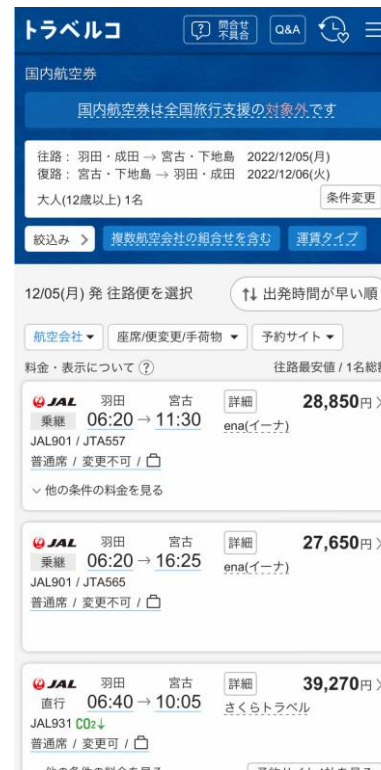 トラベルコ
問合せ
不具合
Q&A
国内航空券
国内航空券は全国旅行支援の対象外です
往路： 羽田・成田 → 宮古・下地島 2022/12/05(月)
復路： 宮古・下地島 → 羽田・成田 2022/12/06(火)
大人(12歳以上) 1名 条件変更
絞込み 複数航空会社の組合せを含む 運賃タイプ
12/05(月) 発 往路便を選択 ↑↓ 出発時間が早い順
航空会社▼ 座席/便変更/手荷物 ▼ 予約サイト▼
料金・表示について ? 往路最安値 / 1名総額
JAL 羽田 宮古 詳細 28,850円
乗継 06:20 → 11:30 ena(イーナ)
JAL901 / JTA557
普通席 / 変更不可 /
他の条件の料金を見る
JAL 羽田 宮古 詳細 27,650円
乗継 06:20 → 16:25 ena(イーナ)
JAL901 / JTA565
普通席 / 変更不可 /
JAL 羽田 宮古 詳細 39,270円
直行 06:40 → 10:05 さくらトラベル
JAL931 CO2↓
普通席 / 変更可 /